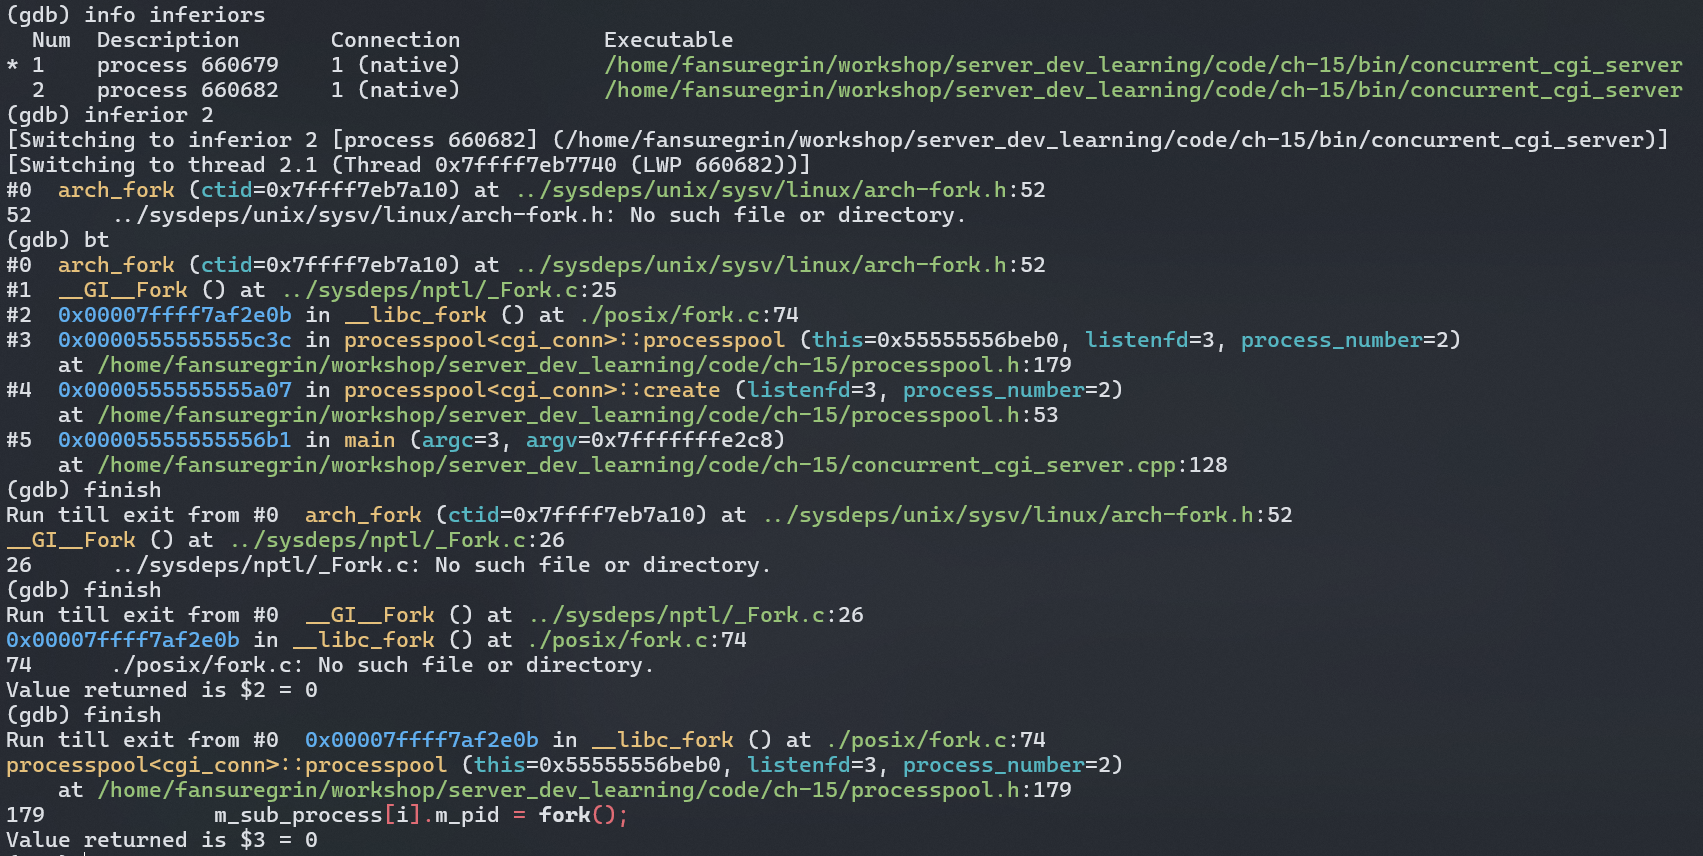 (gdb) info inferiors
  Num  Description       Connection           Executable
* 1    process 660679    1 (native)           /home/fansuregrin/workshop/server_dev_learning/code/ch-15/bin/concurrent_cgi_server
  2    process 660682    1 (native)           /home/fansuregrin/workshop/server_dev_learning/code/ch-15/bin/concurrent_cgi_server
(gdb) inferior 2
[Switching to inferior 2 [process 660682] (/home/fansuregrin/workshop/server_dev_learning/code/ch-15/bin/concurrent_cgi_server)]
[Switching to thread 2.1 (Thread 0x7ffff7eb7740 (LWP 660682))]
#0  arch_fork (ctid=0x7ffff7eb7a10) at ../sysdeps/unix/sysv/linux/arch-fork.h:52
52      ../sysdeps/unix/sysv/linux/arch-fork.h: No such file or directory.
(gdb) bt
#0  arch_fork (ctid=0x7ffff7eb7a10) at ../sysdeps/unix/sysv/linux/arch-fork.h:52
#1  __GI__Fork () at ../sysdeps/nptl/_Fork.c:25
#2  0x00007ffff7af2e0b in __libc_fork () at ./posix/fork.c:74
#3  0x0000555555555c3c in processpool<cgi_conn>::processpool (this=0x55555556beb0, listenfd=3, process_number=2)
    at /home/fansuregrin/workshop/server_dev_learning/code/ch-15/processpool.h:179
#4  0x0000555555555a07 in processpool<cgi_conn>::create (listenfd=3, process_number=2)
    at /home/fansuregrin/workshop/server_dev_learning/code/ch-15/processpool.h:53
#5  0x00005555555556b1 in main (argc=3, argv=0x7fffffffe2c8)
    at /home/fansuregrin/workshop/server_dev_learning/code/ch-15/concurrent_cgi_server.cpp:128
(gdb) finish
Run till exit from #0  arch_fork (ctid=0x7ffff7eb7a10) at ../sysdeps/unix/sysv/linux/arch-fork.h:52
__GI__Fork () at ../sysdeps/nptl/_Fork.c:26
26      ../sysdeps/nptl/_Fork.c: No such file or directory.
(gdb) finish
Run till exit from #0  __GI__Fork () at ../sysdeps/nptl/_Fork.c:26
0x00007ffff7af2e0b in __libc_fork () at ./posix/fork.c:74
74      ./posix/fork.c: No such file or directory.
Value returned is $2 = 0
(gdb) finish
Run till exit from #0  0x00007ffff7af2e0b in __libc_fork () at ./posix/fork.c:74
processpool<cgi_conn>::processpool (this=0x55555556beb0, listenfd=3, process_number=2)
    at /home/fansuregrin/workshop/server_dev_learning/code/ch-15/processpool.h:179
179             m_sub_process[i].m_pid = fork();
Value returned is $3 = 0